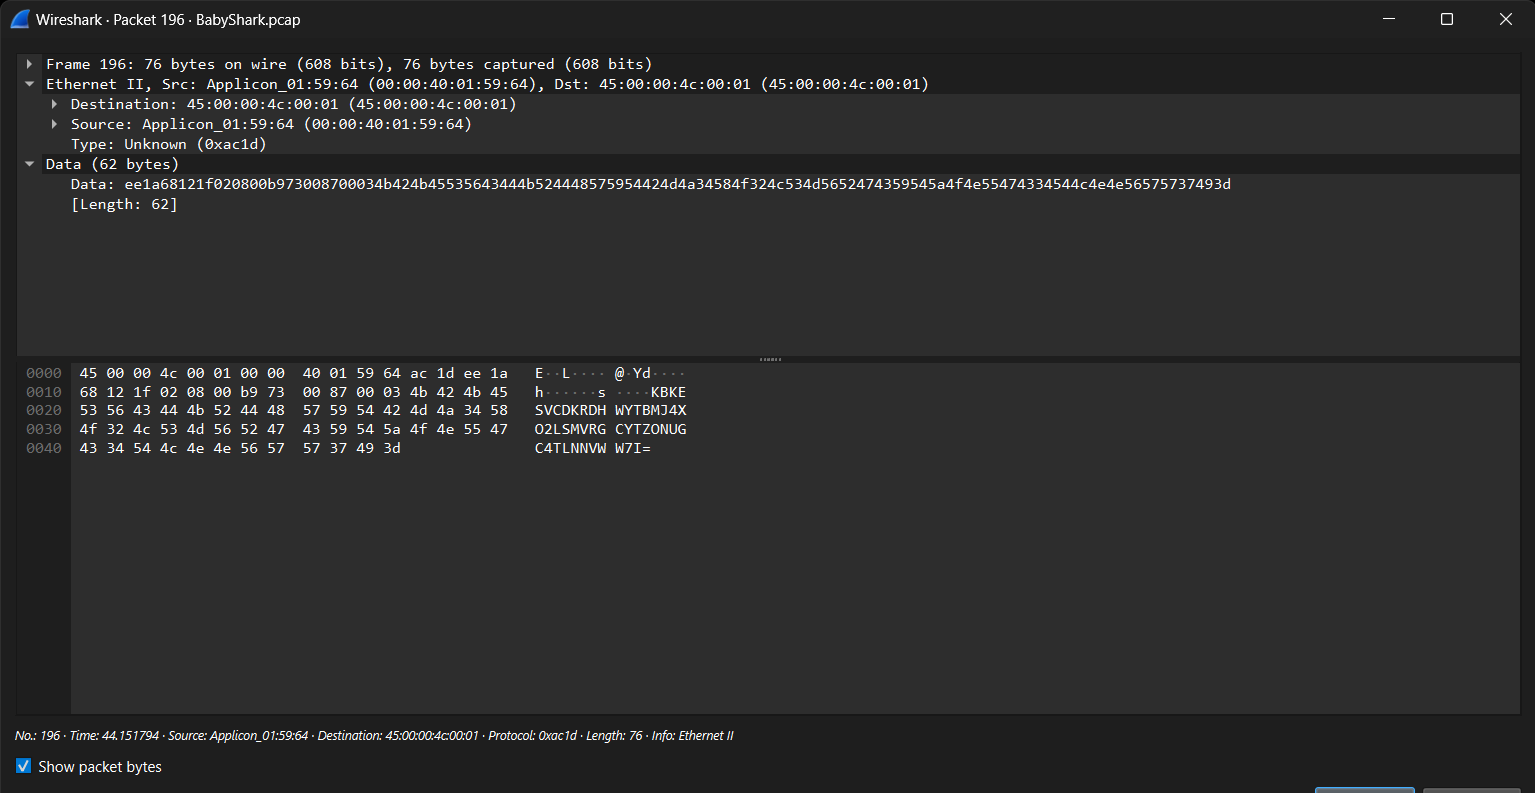 Wireshark · Packet 196 · BabyShark.pcap
Frame 196: 76 bytes on wire (608 bits), 76 bytes captured (608 bits)
Ethernet II, Src: Applicon_01:59:64 (00:00:40:01:59:64), Dst: 45:00:00:4c:00:01 (45:00:00:4c:00:01)
Destination: 45:00:00:4c:00:01 (45:00:00:4c:00:01)
Source: Applicon_01:59:64 (00:00:40:01:59:64)
Type: Unknown (0xac1d)
Data (62 bytes)
Data: ee1a68121f020800b973008700034b424b45535643444b524448575954424d4a34584f324c534d5652474359545a4f4e55474334544c4e4e56575737493d
[Length: 62]
0000 45 00 00 4c 00 01 00 00 40 01 59 64 ac 1d ee 1a E··L···· @·Yd····
0010 68 12 1f 02 08 00 b9 73 00 87 00 03 4b 42 4b 45 h······s ····KBKE
0020 53 56 43 44 4b 52 44 48 57 59 54 42 4d 4a 34 58 SVCDKRDH WYTBMJ4X
0030 4f 32 4c 53 4d 56 52 47 43 59 54 5a 4f 4e 55 47 O2LSMVRG CYTZONUG
0040 43 34 54 4c 4e 4e 56 57 57 37 49 3d C4TLNNVW W7I=
No.: 196 · Time: 44.151794 · Source: Applicon_01:59:64 · Destination: 45:00:00:4c:00:01 · Protocol: 0xac1d · Length: 76 · Info: Ethernet II
Show packet bytes